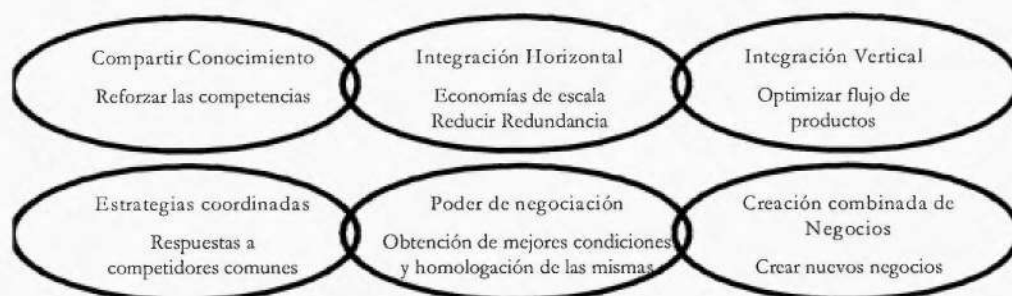 Compartir Conocimiento
Reforzar las competencias
Integración Horizontal
Economías de escala
Reducir Redundancia
Integración Vertical
Optimizar flujo de
productos
Estrategias coordinadas
Respuestas a
competidores comunes
Poder de negociación
Obtención de mejores condiciones
y homologación de las mismas
Creación combinada de
Negocios
Crear nuevos negocios